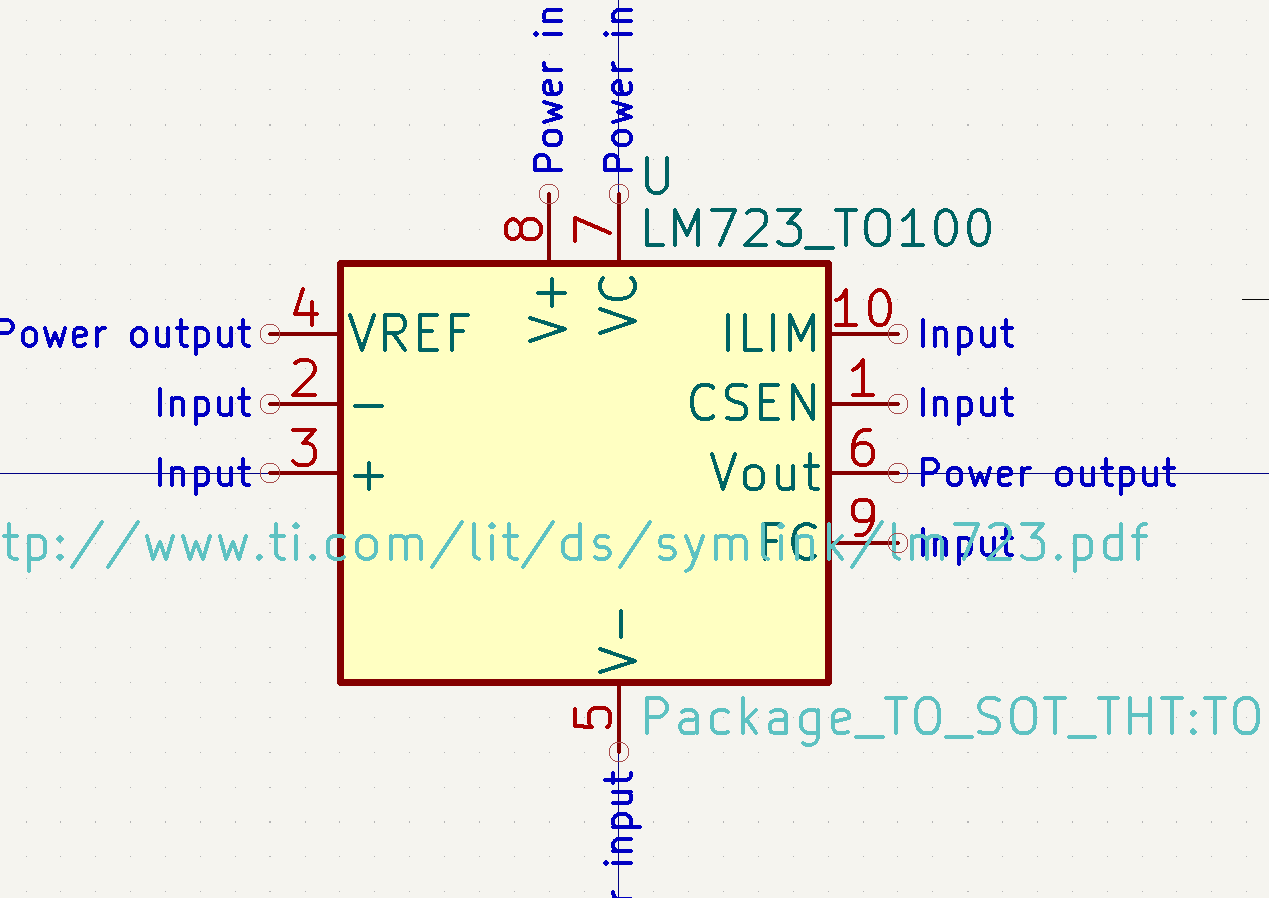 Power in
Power in
U
8
7
LM723_TO100
4
V+
VC
10
Power output
VREF
ILIM
Input
2
1
Input
-
CSEN
Input
3
6
Input
+
Vout
Power output
9
FC
Input
tp://www.ti.com/lit/ds/symlink/lm723.pdf
V-
5
Package_TO_SOT_THT:TO
r input